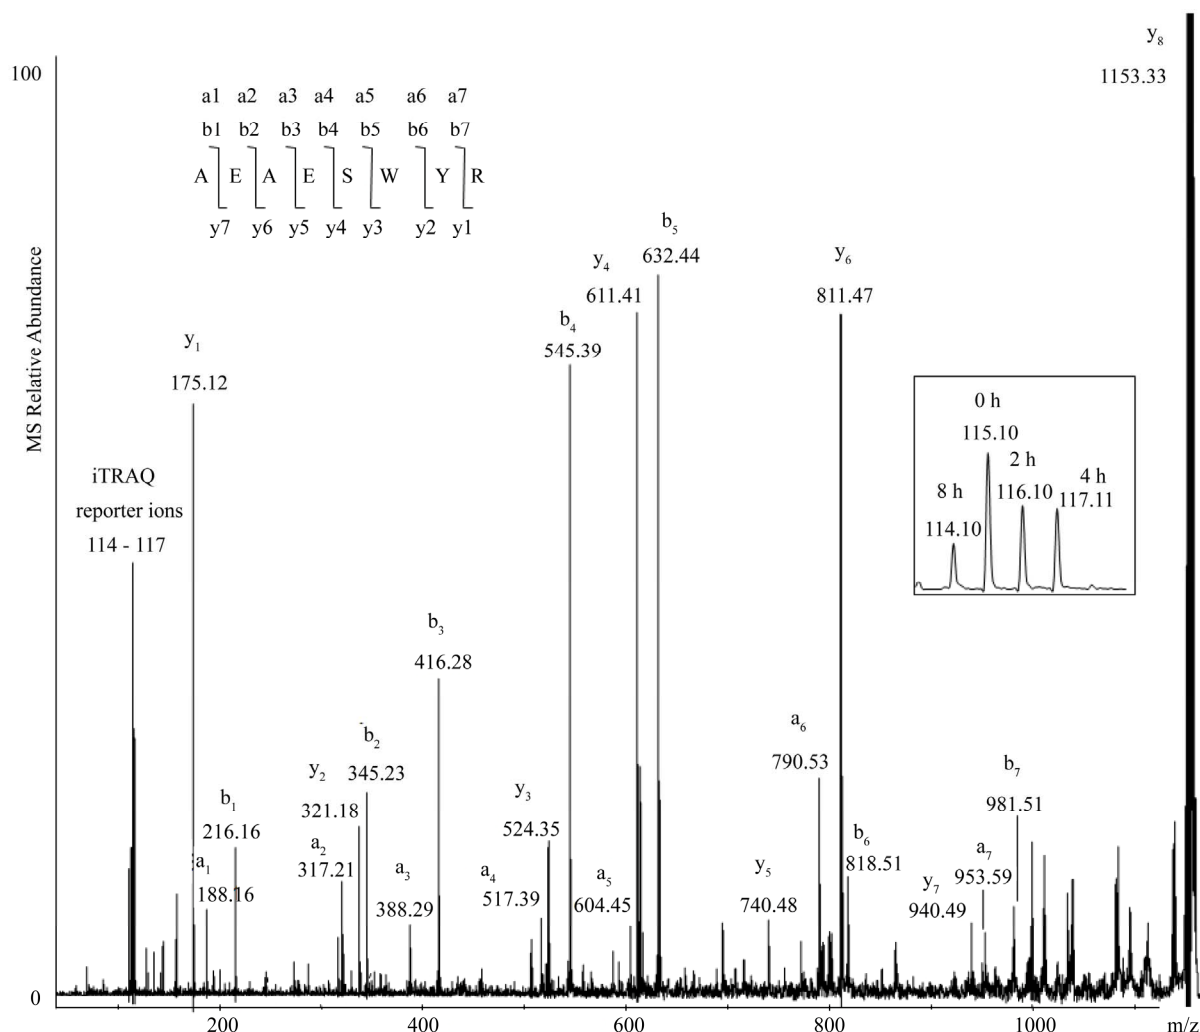 y8
1153.33
100
a1 a2 a3 a4 a5 a6 a7
b1 b2 b3 b4 b5 b6 b7
A E A E S W Y R
y7 y6 y5 y4 y3 y2 y1
MS Relative Abundance
b5
632.44
y4
611.41
y6
811.47
b4
545.39
y1
175.12
iTRAQ
reporter ions
114 - 117
0 h
115.10
2 h
116.10
4 h
117.11
8 h
114.10
b3
416.28
b2
345.23
y2
321.18
a2
317.21
b1
216.16
a1
188.16
a3
388.29
y3
524.35
a4
517.39
a5
604.45
a6
790.53
y5
740.48
b6
818.51
b7
981.51
a7
953.59
y7
940.49
0
200 400 600 800 1000 m/z